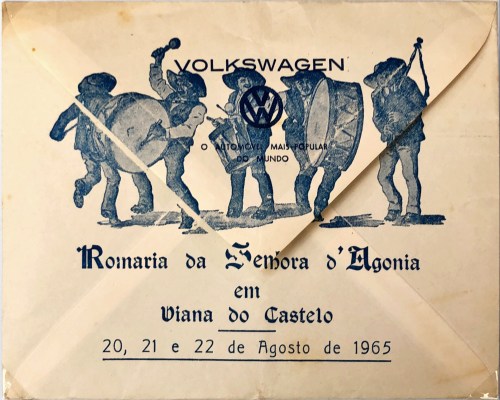 VOLKSWAGEN
VW
O AUTOMÓVEL MAIS POPULAR
DO MUNDO
Romaria da Senhora d'Agonia
em
Viana do Castelo
20, 21 e 22 de Agosto de 1965